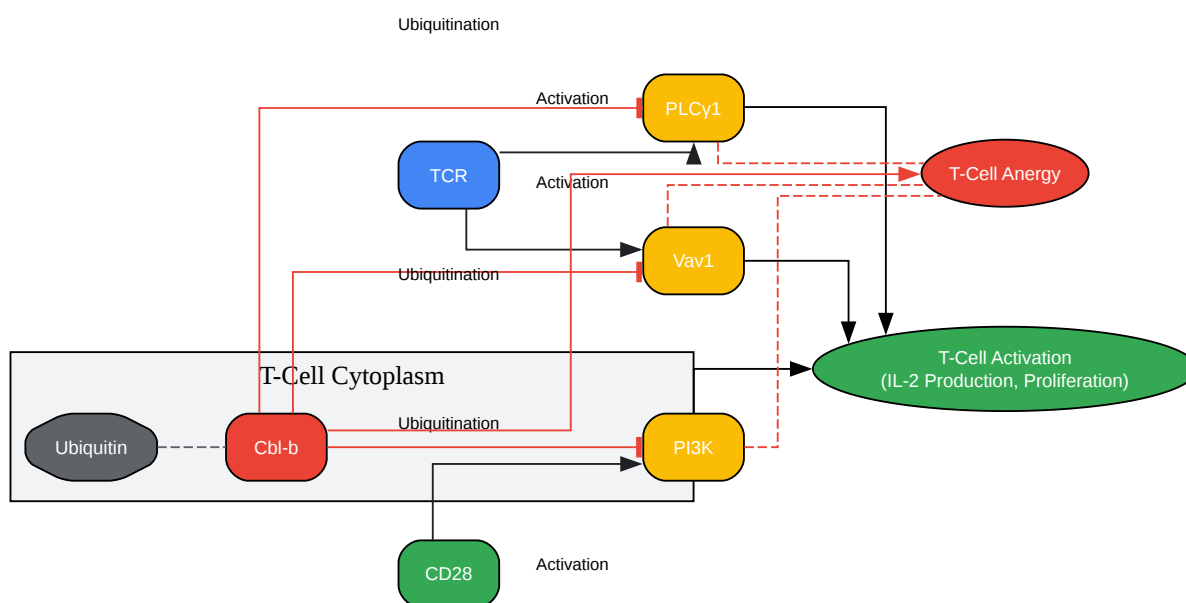 Ubiquitination
Activation
PLCγ1
TCR
Activation
T-Cell Anergy
Vav1
Ubiquitination
T-Cell Activation
(IL-2 Production, Proliferation)
T-Cell Cytoplasm
Ubiquitination
Ubiquitin
Cbl-b
PI3K
CD28
Activation